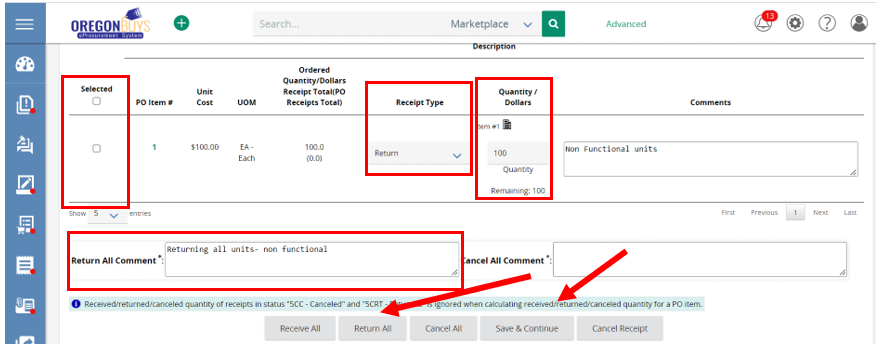 OREGONBUYS
eProcurement System
Search...
Marketplace
Advanced
13
Description
Selected
PO Item #
Unit
Cost
UOM
Ordered
Quantity/Dollars
Receipt Total(PO
Receipts Total)
Receipt Type
Quantity /
Dollars
Comments
Item #1
1
$100.00
EA -
Each
100.0
(0.0)
Return
100
Quantity
Remaining: 100
Non Functional units
Show 5 entries
First Previous 1 Next Last
Return All Comment *:
Returning all units- non functional
Cancel All Comment *:
Received/returned/canceled quantity of receipts in status "5CC - Canceled" and "5CRT - is ignored when calculating received/returned/canceled quantity for a PO item.
Receive All Return All Cancel All Save & Continue Cancel Receipt